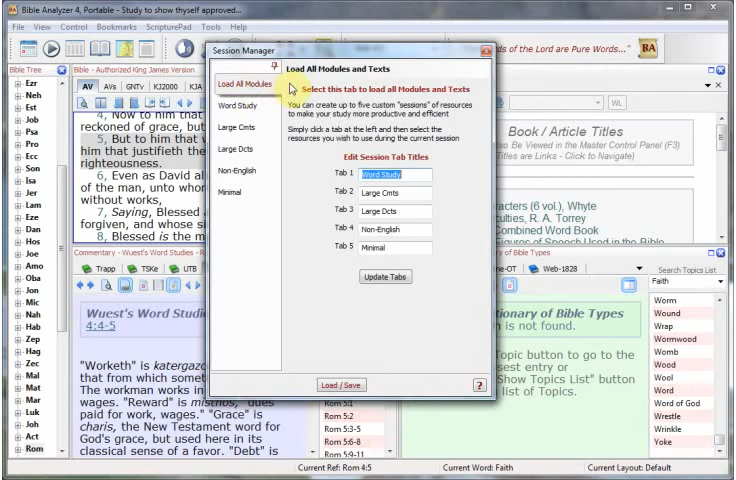 Bible Analyzer 4, Portable - Study to show thyself approved...
File View Control Bookmarks ScripturePad Tools Help
ds of the Lord are Pure Words..."
BA
Bible Tree
Ezr
Neh
Est
Job
Psa
Pro
Ecc
Son
Isa
Jer
Lam
Eze
Dan
Hos
Joe
Amo
Oba
Jon
Mic
Nah
Hab
Zep
Hag
Zec
Mal
Mat
Mar
Luk
Joh
Act
Rom
Bible - Authorized King James Version
AV AVs GNTv KJ2000 KJA
4, Now to him that
reckoned of grace, but
5, But to him that w
him that justifieth the
righteousness.
6, Even as David al
of the man, unto whom
without works,
7, Saying, Blessed
forgiven, and whose si
8, Blessed is the m
Commentary - Wuest's Word Studies - R
Trapp TSKe UTB
Wuest's Word Studi
4:4-5
"Worketh" is katergazo
that from which somet
The workman works in
wages. "Reward" is misthos, "dues
paid for work, wages." "Grace" is
charis, the New Testament word for
God's grace, but used here in its
classical sense of a favor. "Debt" is
Session Manager
Load All Modules
Word Study
Large Cmts
Large Dcts
Non-English
Minimal
Load All Modules and Texts
Select this tab to load all Modules and Texts
You can create up to five custom "sessions" of resources
to make your study more productive and efficient
Simply click a tab at the left and then select the
resources you wish to use during the current session
Edit Session Tab Titles
Tab 1 Word Study
Tab 2 Large Cmts
Tab 3 Large Dcts
Tab 4 Non-English
Tab 5 Minimal
Update Tabs
Load / Save
?
Rom 5:1
Rom 5:2
Rom 5:3-5
Rom 5:6-8
Rom 5:9-11
WL
Book / Article Titles
so Be Viewed in the Master Control Panel (F3)
Titles are Links - Click to Navigate)
racters (6 vol.), Whyte
culties, R. A. Torrey
Combined Word Book
Figures of Speech Used in the Bible
y of Bible Types
ne-OT Web-1828
tionary of Bible Types
n is not found.
Topic button to go to the
sest entry or
"Show Topics List" button
list of Topics.
Search Topics List
Faith
Worm
Wound
Wrap
Wormwood
Womb
Wood
Wool
Word
Word of God
Wrestle
Wrinkle
Yoke
Current Ref: Rom 4:5
Current Word: Faith
Current Layout: Default